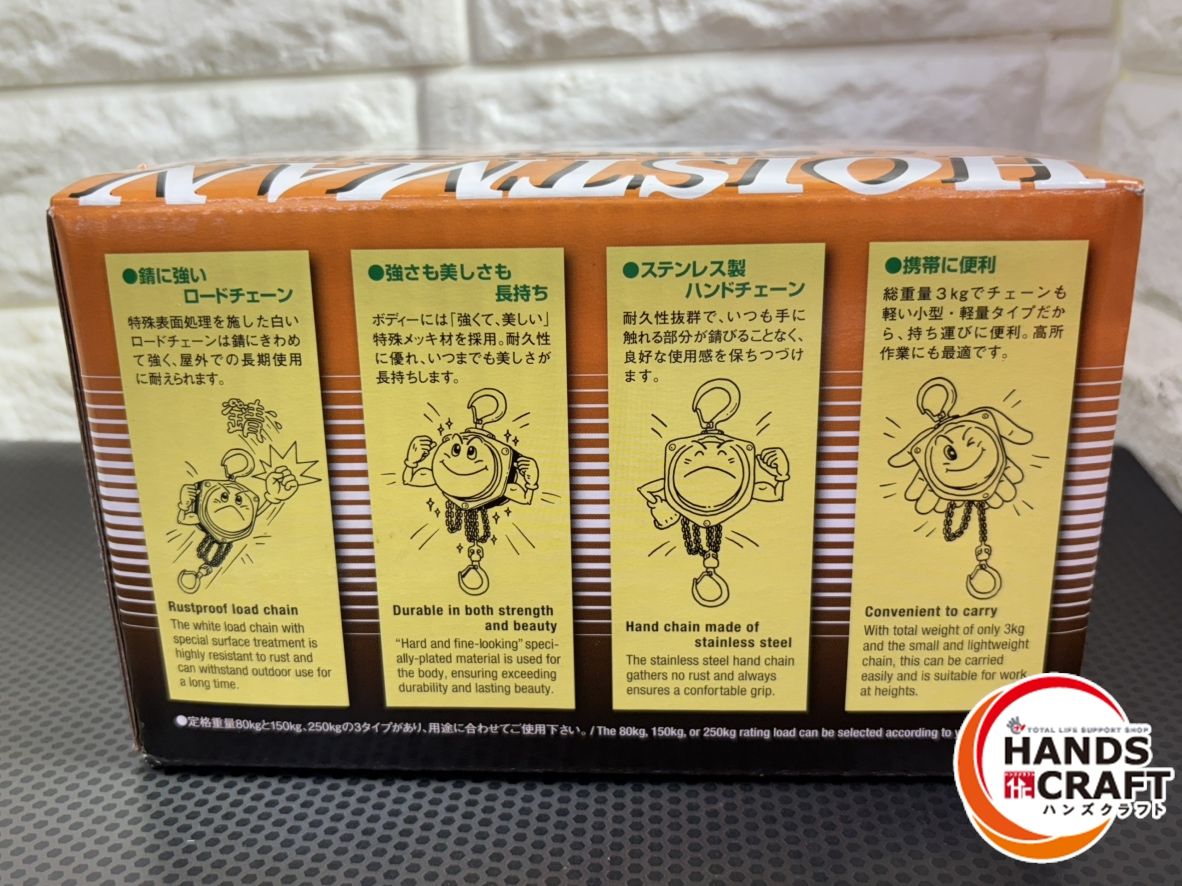 HOISTMAN
●錆に強い
ロードチェーン
特殊表面処理を施した白い
ロードチェーンは錆にきわめ
て強く、屋外での長期使用
に耐えられます。
錆
Rustproof load chain
The white load chain with
special surface treatment is
highly resistant to rust and
can withstand outdoor use for
a long time.
●強さも美しさも
長持ち
ボディーには「強くて、美しい」
特殊メッキ材を採用。耐久性
に優れ、いつまでも美しさが
長持ちします。
Durable in both strength
and beauty
“Hard and fine-looking” speci-
ally-plated material is used for
the body, ensuring exceeding
durability and lasting beauty.
●ステンレス製
ハンドチェーン
耐久性抜群で、いつも手に
触れる部分が錆びることなく、
良好な使用感を保ちつづけ
ます。
Hand chain made of
stainless steel
The stainless steel hand chain
gathers no rust and always
ensures a confortable grip.
●携帯に便利
総重量3kgでチェーンも
軽い小型・軽量タイプだか
ら、持ち運びに便利。高所
作業にも最適です。
Convenient to carry
With total weight of only 3kg
and the small and lightweight
chain, this can be carried
easily and is suitable for work
at heights.
●定格重量80kgと150kg、250kgの3タイプがあり、用途に合わせてご使用下さい。/The 80kg, 150kg, or 250kg rating load can be selected according to
TOTAL LIFE SUPPORT SHOP
HANDS
CRAFT
ハンズクラフト